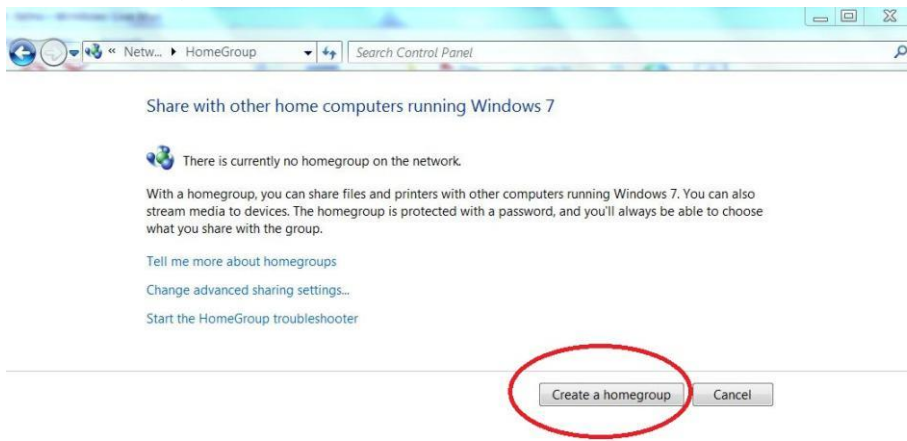 « Netw... ▸ HomeGroup
Search Control Panel
Share with other home computers running Windows 7
There is currently no homegroup on the network.
With a homegroup, you can share files and printers with other computers running Windows 7. You can also
stream media to devices. The homegroup is protected with a password, and you'll always be able to choose
what you share with the group.
Tell me more about homegroups
Change advanced sharing settings...
Start the HomeGroup troubleshooter
Create a homegroup
Cancel